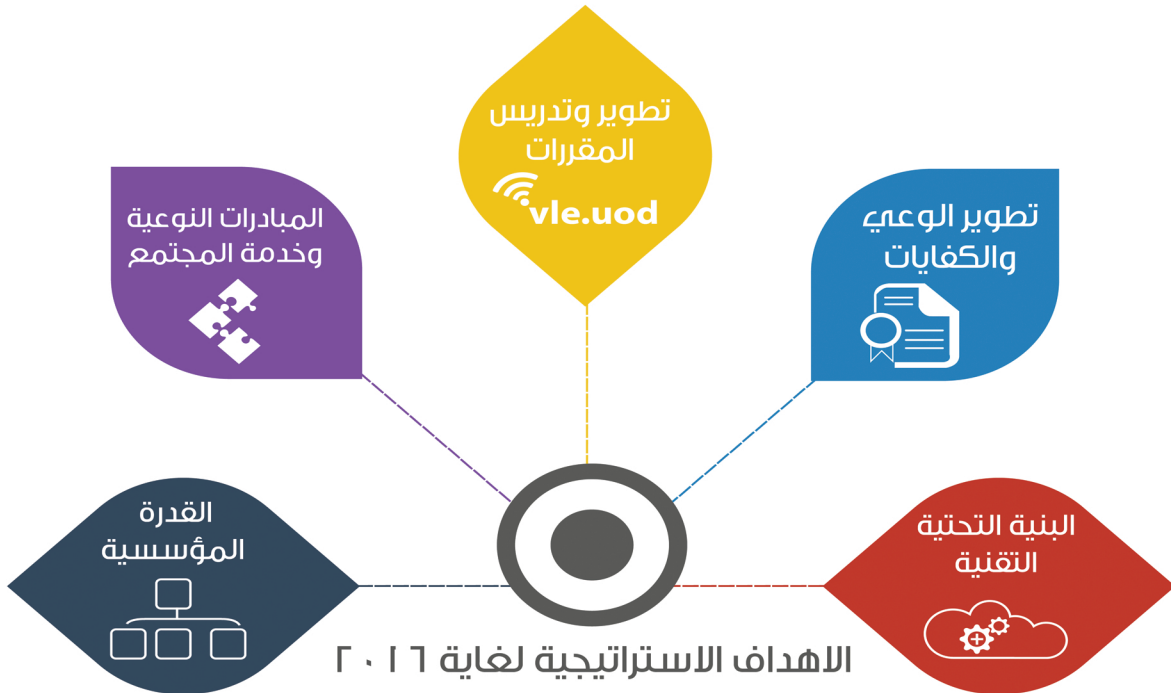 تطوير وتدريس
المقررات
vle.uod
تطوير الوعي
والكفايات
المبادرات النوعية
وخدمة المجتمع
البنية التحتية
التقنية
القدرة
المؤسسية
الاهداف الاستراتيجية لغاية ٢٠١٦